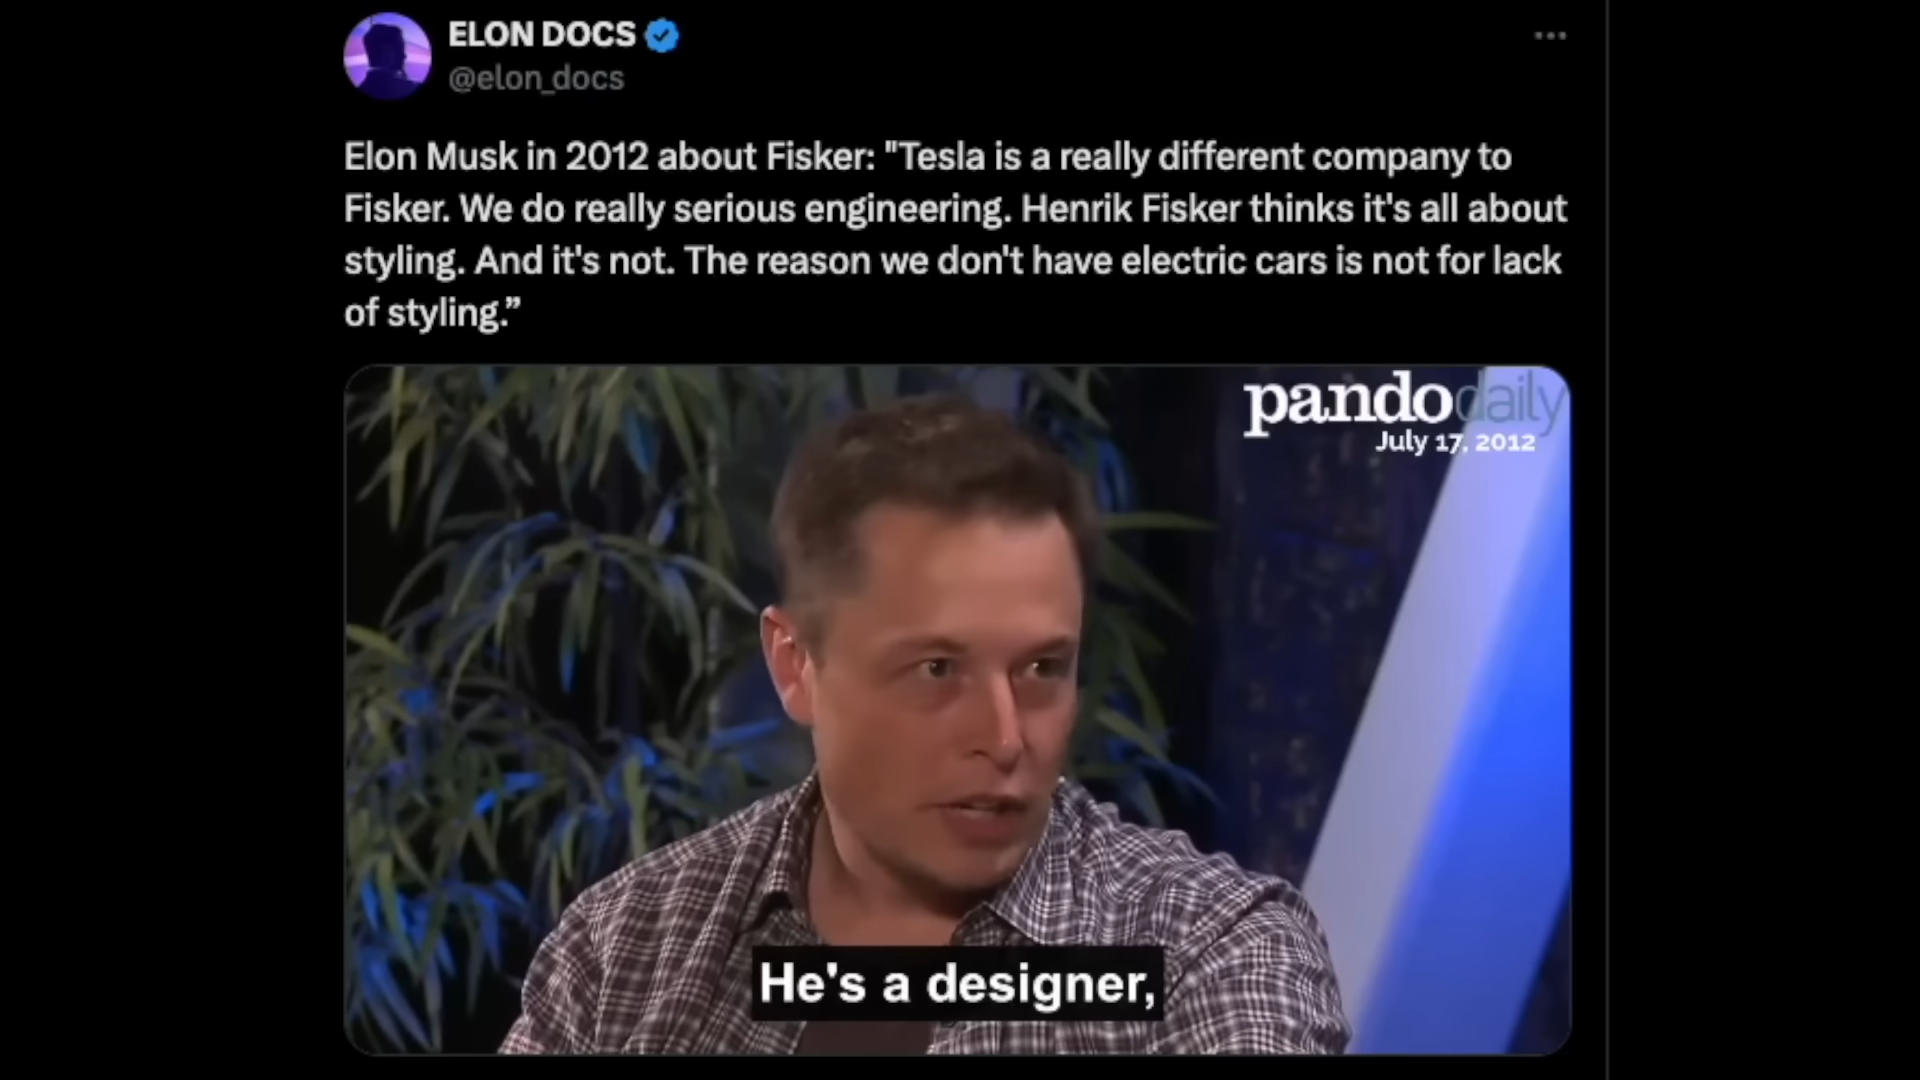 ELON DOCS
@elon_docs
Elon Musk in 2012 about Fisker: "Tesla is a really different company to
Fisker. We do really serious engineering. Henrik Fisker thinks it's all about
styling. And it's not. The reason we don't have electric cars is not for lack
of styling.”
pandodaily
July 17, 2012
He's a designer,